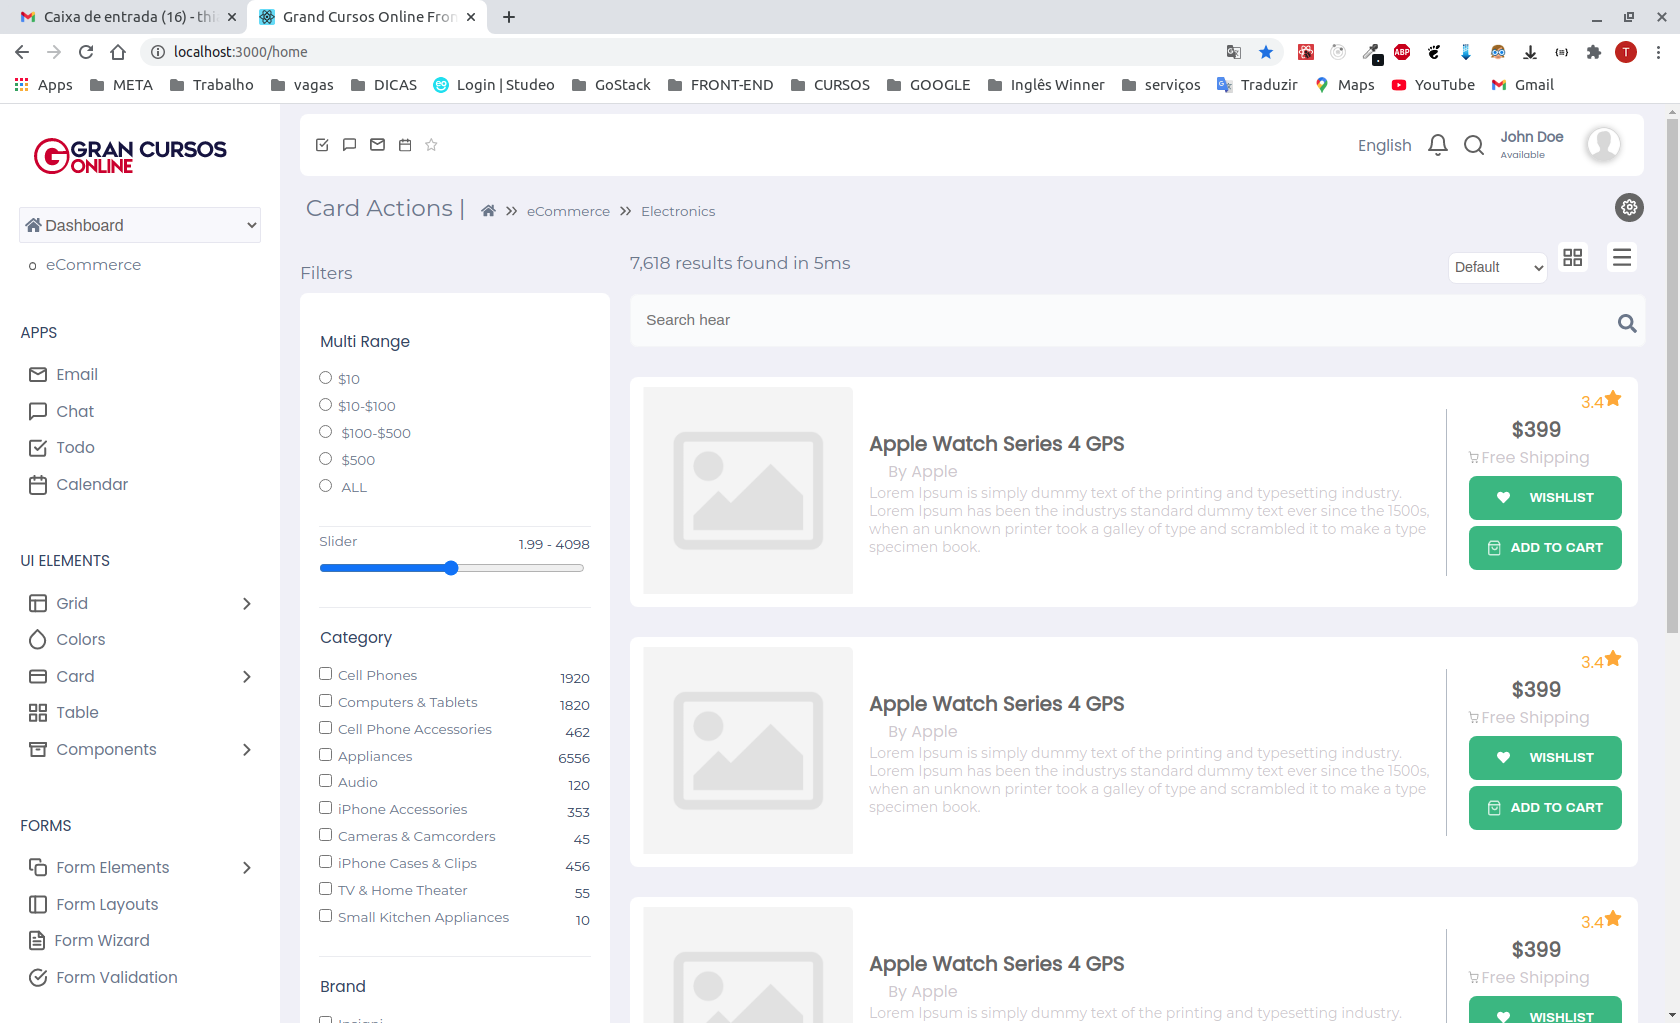 Caixa de entrada (16) - thi
Grand Cursos Online Fron
localhost:3000/home
ABP
T
Apps
META
Trabalho
vagas
DICAS
Login | Studeo
GoStack
FRONT-END
CURSOS
GOOGLE
Inglês Winner
serviços
Traduzir
Maps
YouTube
Gmail
GRAN CURSOS
ONLINE
Dashboard
eCommerce
APPS
Email
Chat
Todo
Calendar
UI ELEMENTS
Grid
Colors
Card
Table
Components
FORMS
Form Elements
Form Layouts
Form Wizard
Form Validation
English
John Doe
Available
Card Actions |
eCommerce
Electronics
Filters
Multi Range
$10
$10-$100
$100-$500
$500
ALL
Slider
1.99 - 4098
Category
Cell Phones 1920
Computers & Tablets 1820
Cell Phone Accessories 462
Appliances 6556
Audio 120
iPhone Accessories 353
Cameras & Camcorders 45
iPhone Cases & Clips 456
TV & Home Theater 55
Small Kitchen Appliances 10
Brand
7,618 results found in 5ms
Default
Search hear
Apple Watch Series 4 GPS
By Apple
Lorem Ipsum is simply dummy text of the printing and typesetting industry.
Lorem Ipsum has been the industrys standard dummy text ever since the 1500s,
when an unknown printer took a galley of type and scrambled it to make a type
specimen book.
3.4
$399
Free Shipping
WISHLIST
ADD TO CART
Apple Watch Series 4 GPS
By Apple
Lorem Ipsum is simply dummy text of the printing and typesetting industry.
Lorem Ipsum has been the industrys standard dummy text ever since the 1500s,
when an unknown printer took a galley of type and scrambled it to make a type
specimen book.
3.4
$399
Free Shipping
WISHLIST
ADD TO CART
Apple Watch Series 4 GPS
By Apple
Lorem Ipsum is simply dummy text of the printing and typesetting industry.
3.4
$399
Free Shipping
WISHLIST